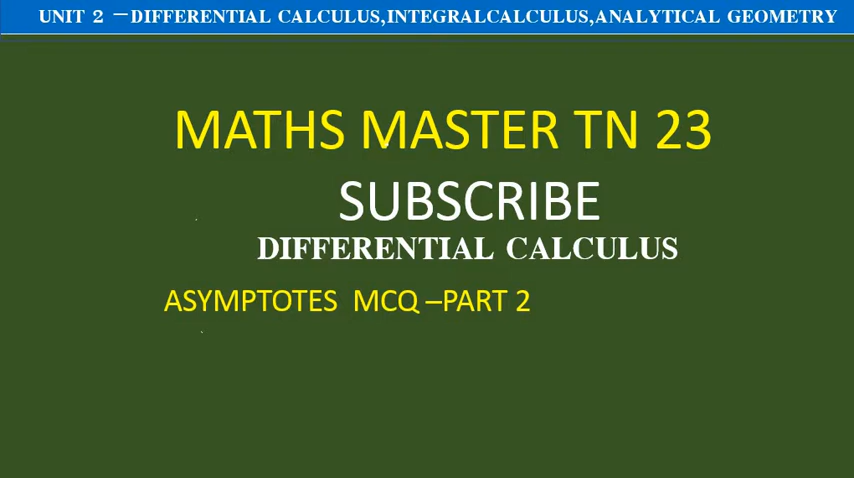 UNIT 2 –DIFFERENTIAL CALCULUS,INTEGRALCALCULUS,ANALYTICAL GEOMETRY
MATHS MASTER TN 23
SUBSCRIBE
DIFFERENTIAL CALCULUS
ASYMPTOTES MCQ –PART 2